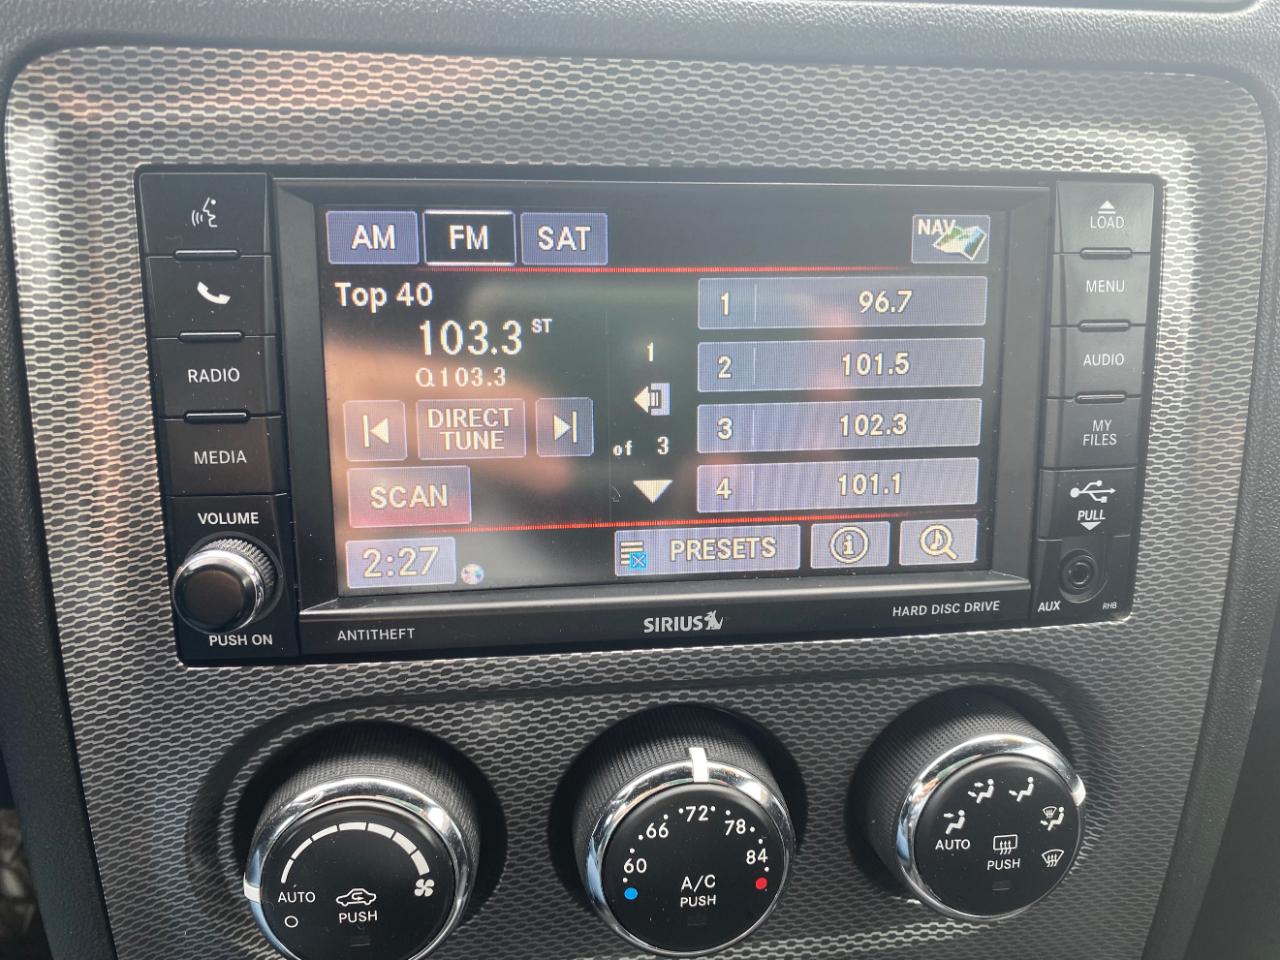 AM FM SAT NAV
Top 40
103.3 ST
Q103.3
DIRECT
TUNE
SCAN
2:27
1
of 3
1 96.7
2 101.5
3 102.3
4 101.1
PRESETS
i
RADIO
MEDIA
VOLUME
PUSH ON
LOAD
MENU
AUDIO
MY
FILES
PULL
AUX RHB
ANTITHEFT
SIRIUS
HARD DISC DRIVE
AUTO
PUSH
60 66 72 78 84
A/C
PUSH
AUTO
PUSH